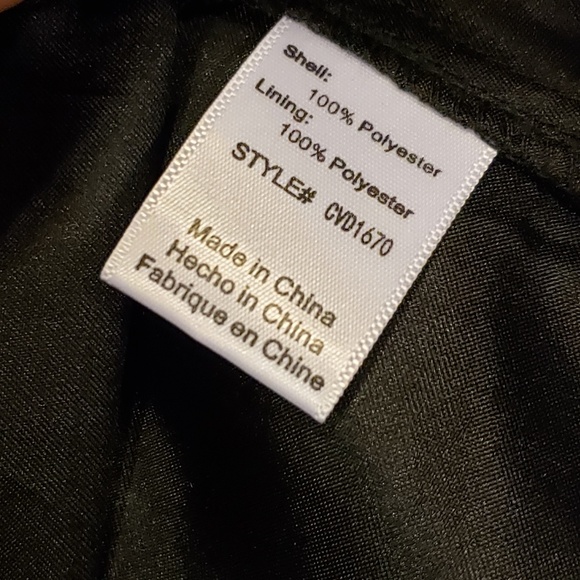 Shell:
100% Polyester
Lining:
100% Polyester
STYLE# CVD1670
Made in China
Hecho in China
Fabrique en Chine